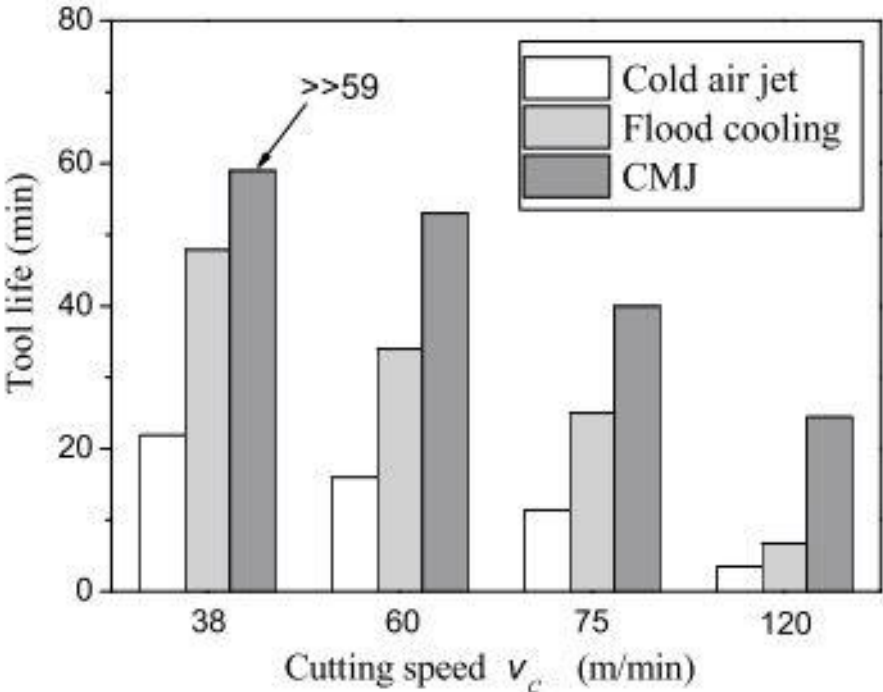 80
>>59
Cold air jet
Flood cooling
CMJ
60
Tool life (min)
40
20
0
38 60 75 120
Cutting speed v_c (m/min)